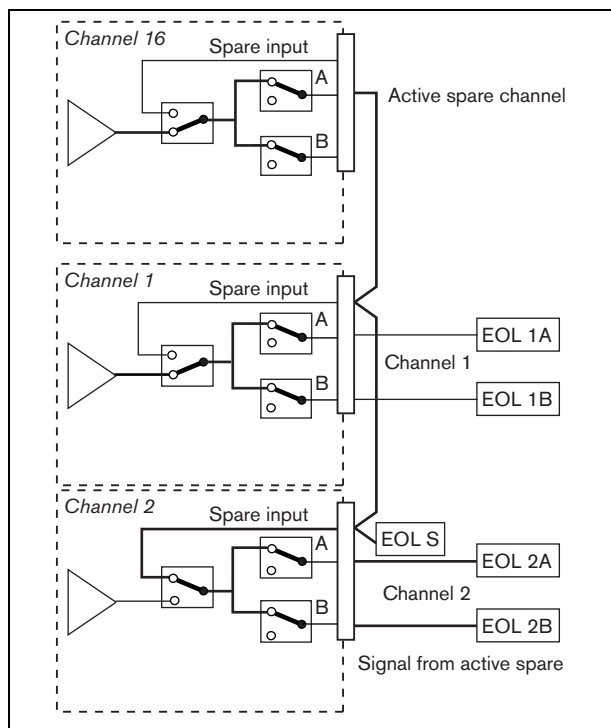 Channel 16
Spare input
A
Active spare channel
B
Channel 1
Spare input
A
EOL 1A
Channel 1
B
EOL 1B
Channel 2
Spare input
EOL S
A
EOL 2A
Channel 2
B
EOL 2B
Signal from active spare